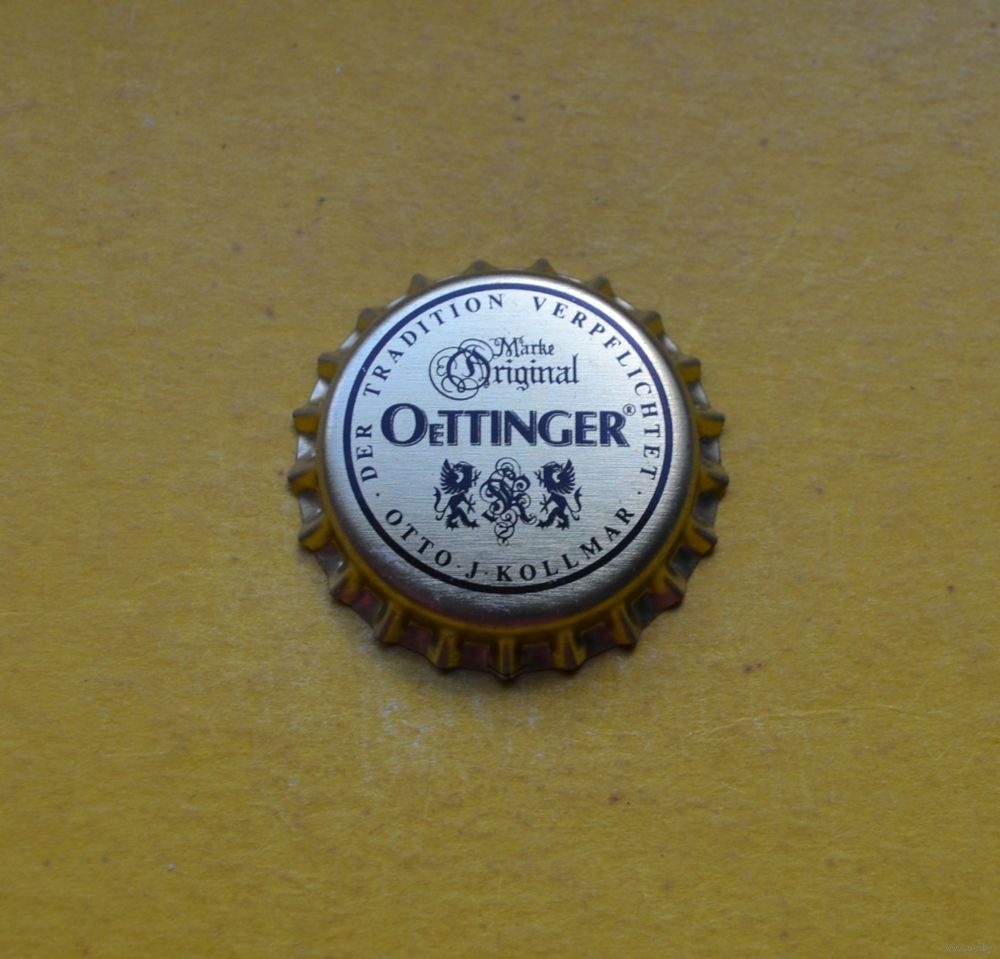 DER TRADITION VERPFLICHTET
Marke
Original
OETTINGER®
· OTTO · J · KOLLMAR ·